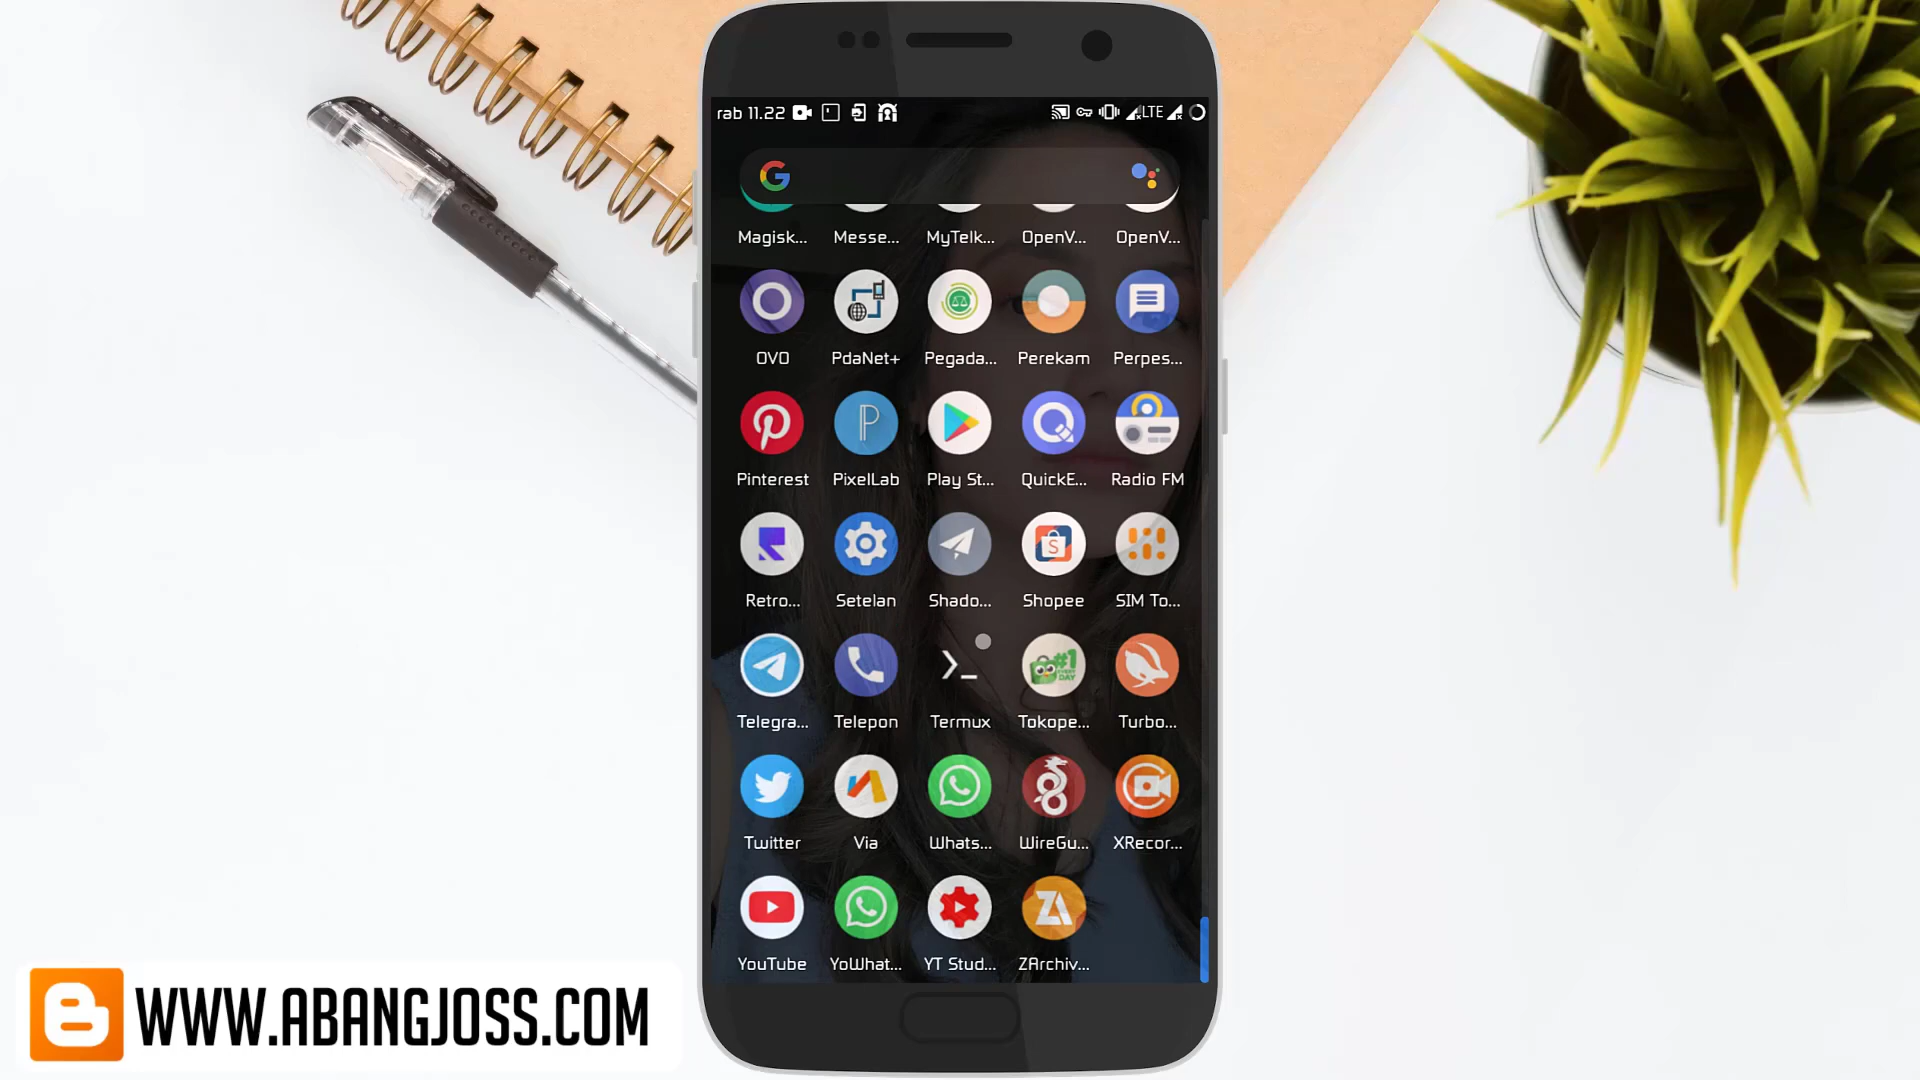 rab 11.22 LTE
G
Magisk... Messe... MyTelk... OpenV... OpenV...
OVO PdaNet+ Pegada... Perekam Perpes...
Pinterest PixelLab Play St... QuickE... Radio FM
Retro... Setelan Shado... Shopee SIM To...
#1
DAY
Telegra... Telepon Termux Tokope... Turbo...
Twitter Via Whats... WireGu... XRecor...
YouTube YoWhat... YT Stud... ZArchiv...
WWW.ABANGJOSS.COM